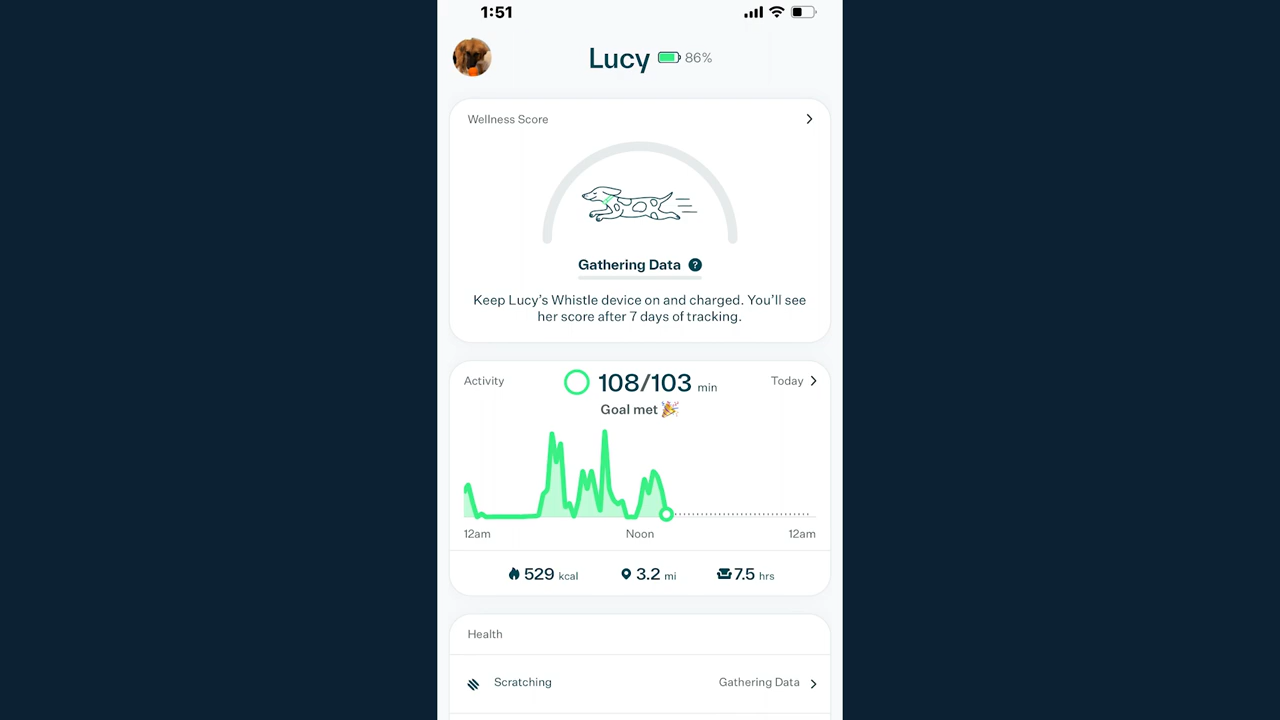 1:51
Lucy 86%
Wellness Score
Gathering Data ?
Keep Lucy's Whistle device on and charged. You'll see
her score after 7 days of tracking.
Activity 108/103 min Today
Goal met 🎉
12am Noon 12am
529 kcal 3.2 mi 7.5 hrs
Health
Scratching Gathering Data